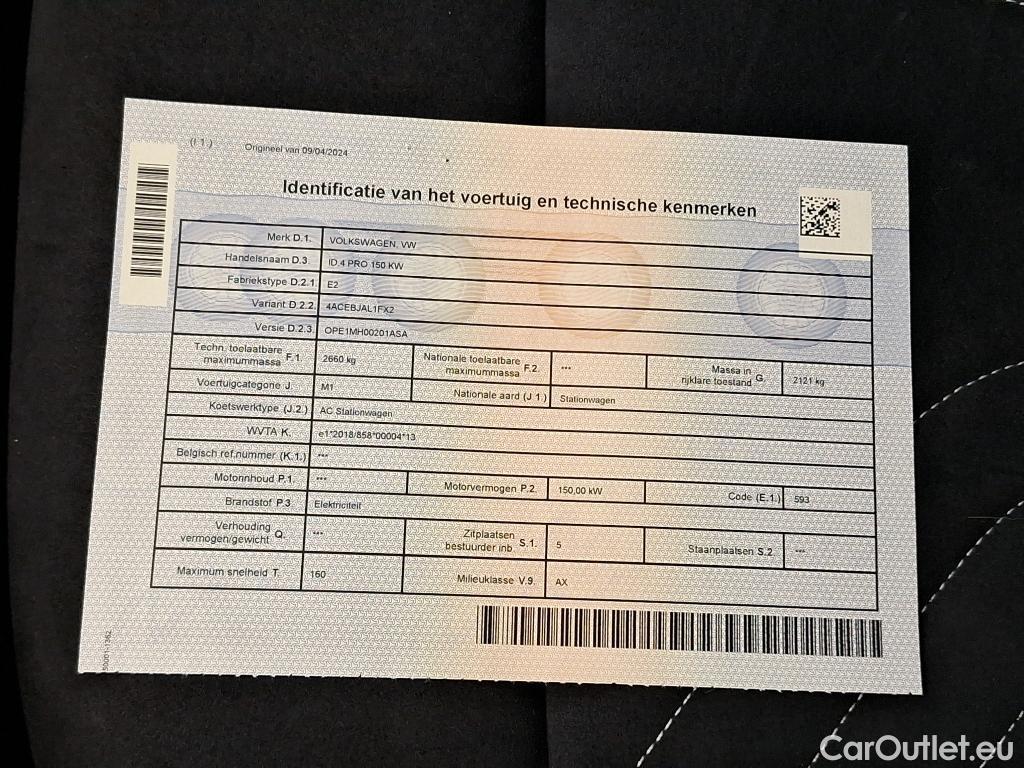 (I 1.) Origineel van 09/04/2024
Identificatie van het voertuig en technische kenmerken
Merk D.1. VOLKSWAGEN, VW
Handelsnaam D.3. ID.4 PRO 150 KW
Fabriekstype D.2.1 E2
Variant D.2.2. 4ACEBJAL1FX2
Versie D.2.3. OPE1MH00201ASA
Techn. toelaatbare maximummassa F.1. 2660 kg Nationale toelaatbare maximummassa F.2. *** Massa in rijklare toestand G. 2121 kg
Voertuigcategorie J. M1 Nationale aard (J 1.) Stationwagen
Koetswerktype (J.2.) AC Stationwagen
WVTA K. e1*2018/858*00004*13
Belgisch ref.nummer (K.1.) ***
Motorinhoud P.1. *** Motorvermogen P.2. 150,00 kW Code (E.1.) 593
Brandstof P.3. Elektriciteit
Verhouding vermogen/gewicht Q. *** Zitplaatsen bestuurder inb. S.1. 5 Staanplaatsen S.2. ***
Maximum snelheid T. 160 Milieuklasse V.9. AX
CarOutlet.eu